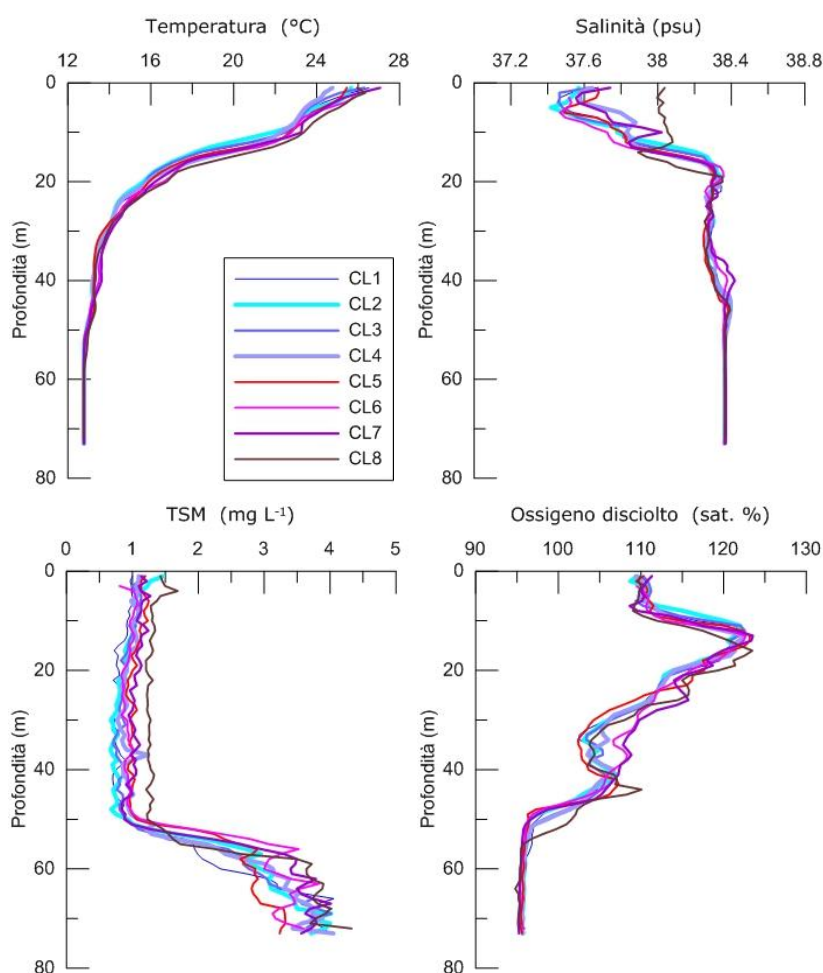 Temperatura (°C)
12 16 20 24 28
0
20
40
60
80
Profondità (m)
CL1
CL2
CL3
CL4
CL5
CL6
CL7
CL8
Salinità (psu)
37.2 37.6 38 38.4 38.8
0
20
40
60
80
Profondità (m)
TSM (mg L⁻¹)
0 1 2 3 4 5
0
20
40
60
80
Profondità (m)
Ossigeno disciolto (sat. %)
90 100 110 120 130
0
20
40
60
80
Profondità (m)